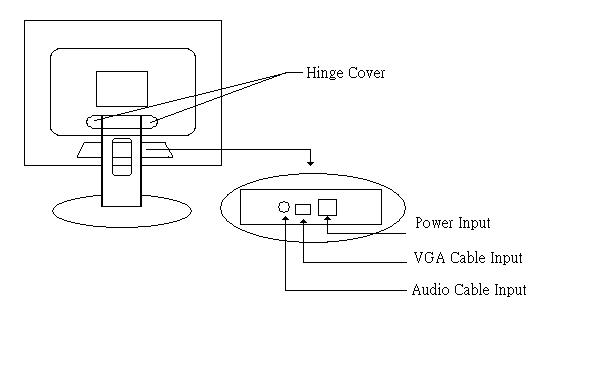 Hinge Cover
Power Input
VGA Cable Input
Audio Cable Input